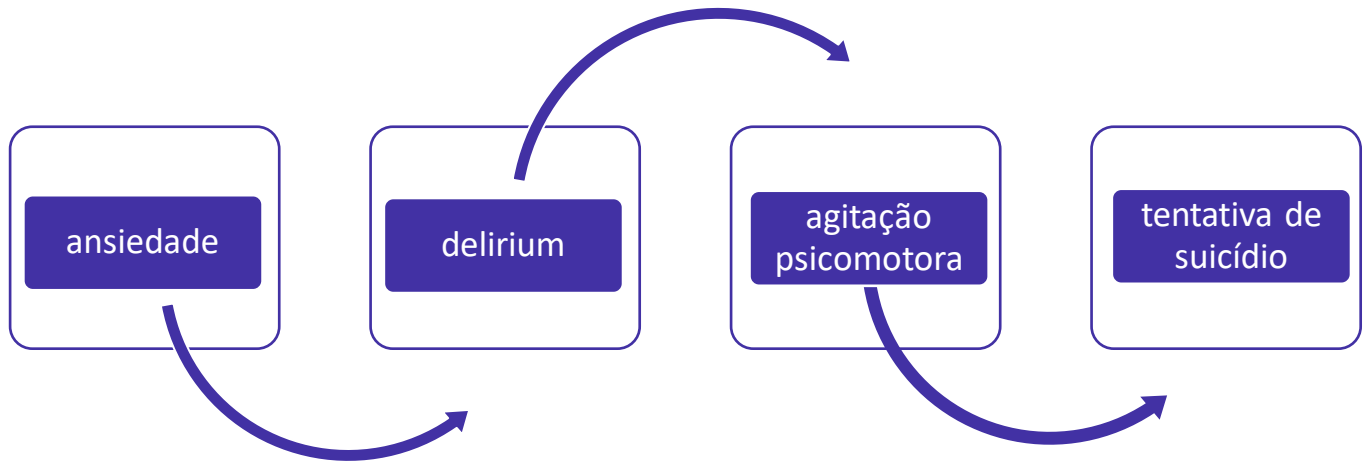 ansiedade
delirium
agitação
psicomotora
tentativa de
suicídio